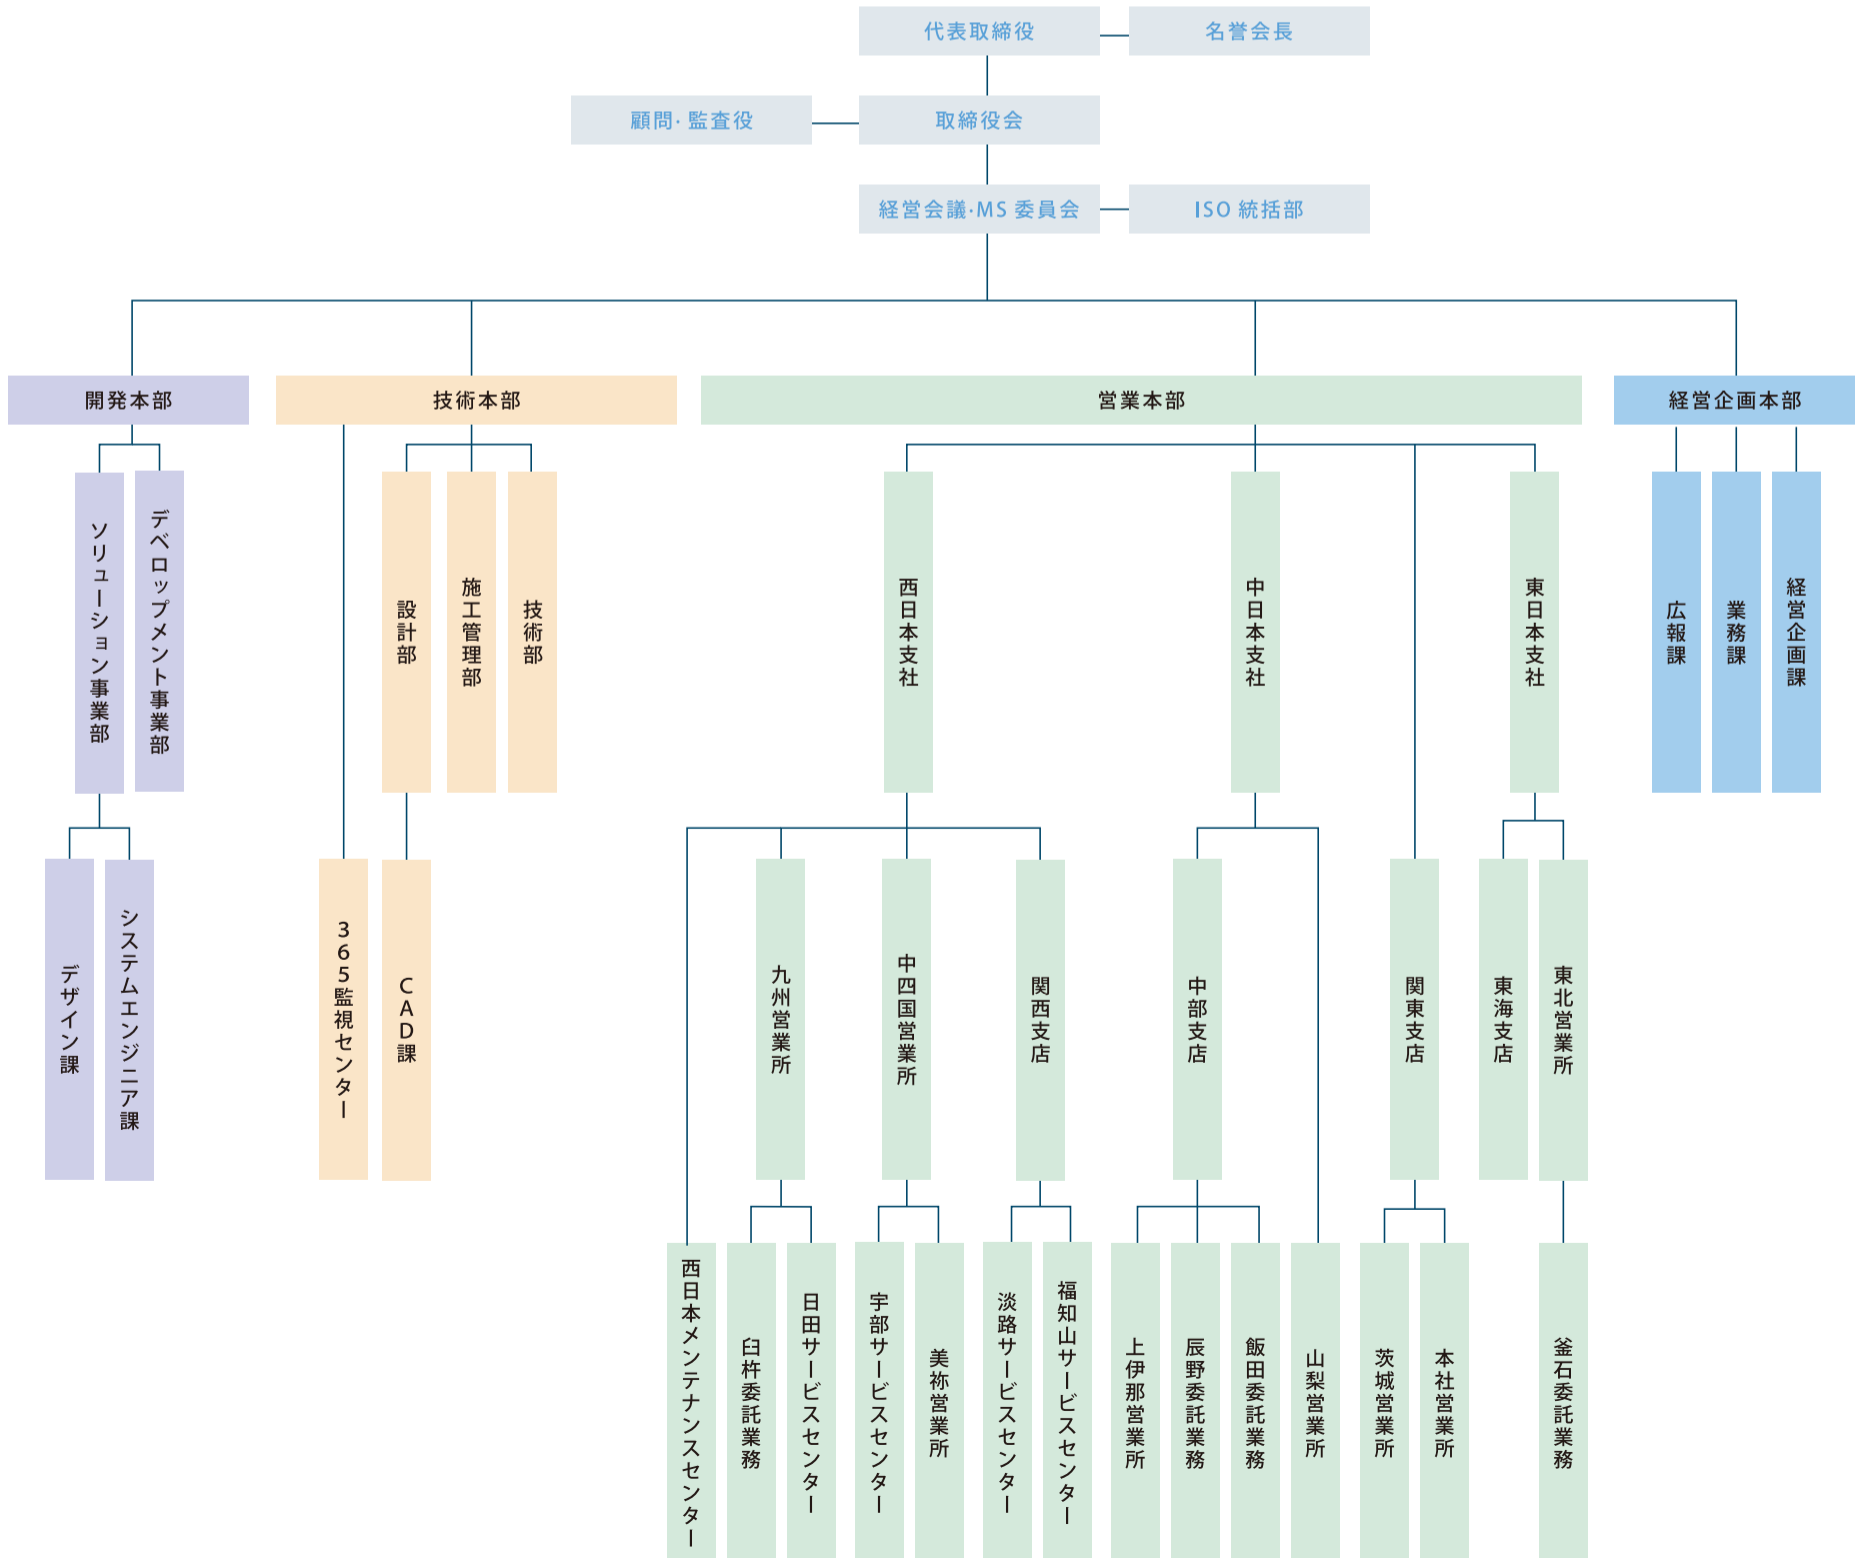 代表取締役
名誉会長
顧問・監査役
取締役会
経営会議・MS 委員会
ISO 統括部
開発本部
技術本部
営業本部
経営企画本部
ソリューション事業部
デベロップメント事業部
設計部
施工管理部
技術部
西日本支社
中日本支社
東日本支社
広報課
業務課
経営企画課
デザイン課
システムエンジニア課
365監視センター
CAD課
九州営業所
中四国営業所
関西支店
中部支店
関東支店
東海支店
東北営業所
西日本メンテナンスセンター
臼杵委託業務
日田サービスセンター
宇部サービスセンター
美祢営業所
淡路サービスセンター
福知山サービスセンター
上伊那営業所
辰野委託業務
飯田委託業務
山梨営業所
茨城営業所
本社営業所
釜石委託業務